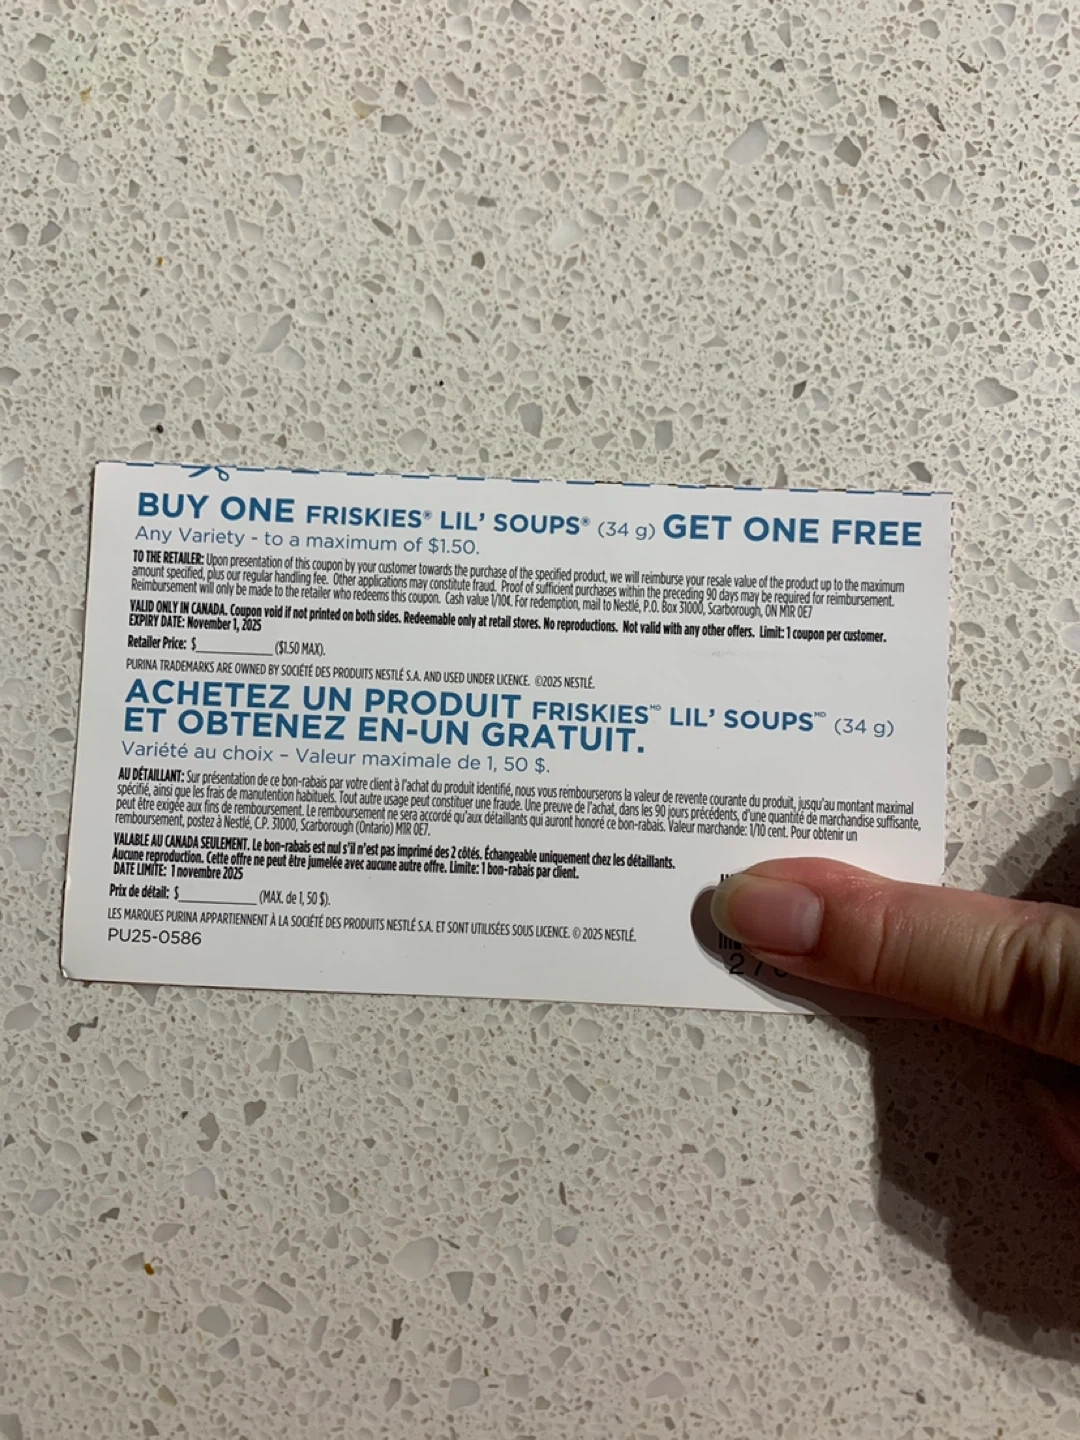 BUY ONE FRISKIES® LIL' SOUPS® (34 g) GET ONE FREE
Any Variety - to a maximum of $1.50.
TO THE RETAILER: Upon presentation of this coupon by your customer towards the purchase of the specified product, we will reimburse your resale value of the product up to the maximum
amount specified, plus our regular handling fee. Other applications may constitute fraud. Proof of sufficient purchases within the preceding 90 days may be required for reimbursement.
Reimbursement will only be made to the retailer who redeems this coupon. Cash value 1/10¢. For redemption, mail to Nestlé, P.O. Box 31000, Scarborough, ON M1R 0E7
VALID ONLY IN CANADA. Coupon void if not printed on both sides. Redeemable only at retail stores. No reproductions. Not valid with any other offers. Limit: 1 coupon per customer.
EXPIRY DATE: November 1, 2025
Retailer Price: $____________ ($1.50 MAX).
PURINA TRADEMARKS ARE OWNED BY SOCIÉTÉ DES PRODUITS NESTLÉ S.A. AND USED UNDER LICENCE. ©2025 NESTLÉ.
ACHETEZ UN PRODUIT FRISKIES MD LIL' SOUPS MD (34 g)
ET OBTENEZ EN-UN GRATUIT.
Variété au choix – Valeur maximale de 1, 50 $.
AU DÉTAILLANT: Sur présentation de ce bon-rabais par votre client à l'achat du produit identifié, nous vous rembourserons la valeur de revente courante du produit, jusqu'au montant maximal
spécifié, ainsi que les frais de manutention habituels. Tout autre usage peut constituer une fraude. Une preuve de l'achat, dans les 90 jours précédents, d'une quantité de marchandise suffisante,
peut être exigée aux fins de remboursement. Le remboursement ne sera accordé qu'aux détaillants qui auront honoré ce bon-rabais. Valeur marchande: 1/10 cent. Pour obtenir un
remboursement, postez à Nestlé, C.P. 31000, Scarborough (Ontario) M1R 0E7.
VALABLE AU CANADA SEULEMENT. Le bon-rabais est nul s'il n'est pas imprimé des 2 côtés. Échangeable uniquement chez les détaillants.
Aucune reproduction. Cette offre ne peut être jumelée avec aucune autre offre. Limite: 1 bon-rabais par client.
DATE LIMITE: 1 novembre 2025
Prix de détail: $____________ (MAX. de 1, 50 $).
LES MARQUES PURINA APPARTIENNENT À LA SOCIÉTÉ DES PRODUITS NESTLÉ S.A. ET SONT UTILISÉES SOUS LICENCE. © 2025 NESTLÉ.
PU25-0586